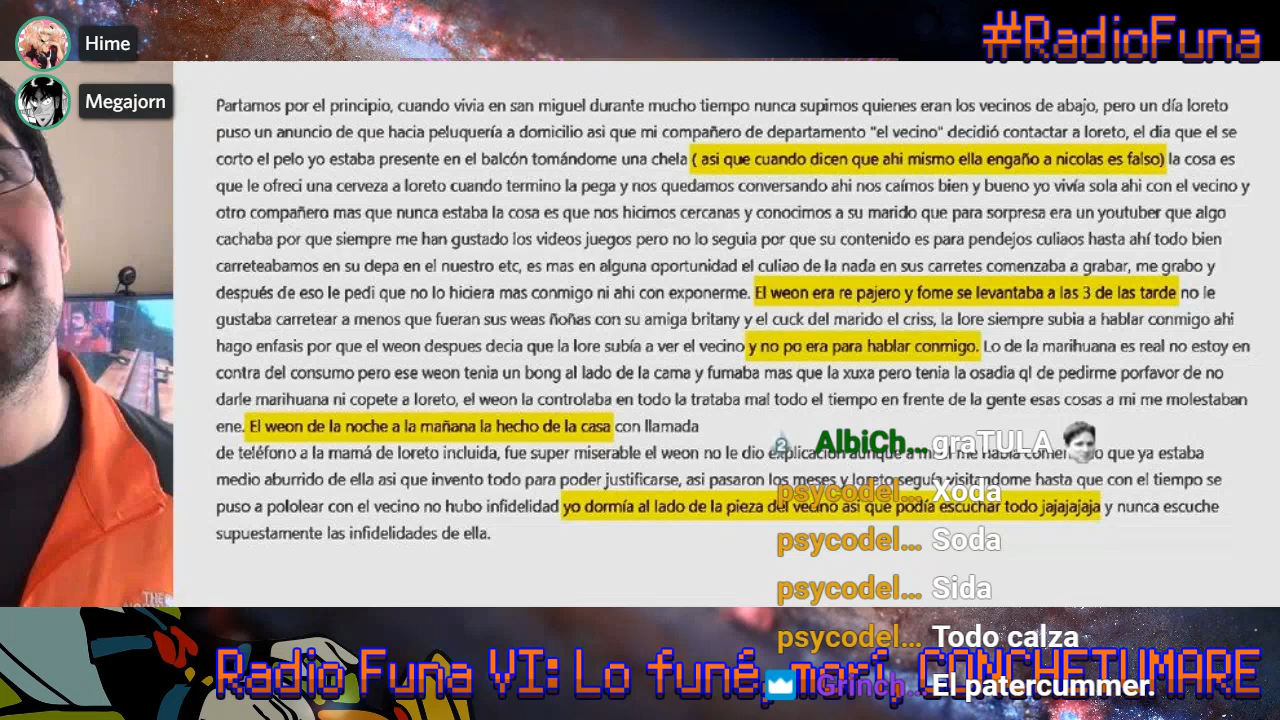 Hime
#RadioFuna
Megajorn
Partamos por el principio, cuando vivia en san miguel durante mucho tiempo nunca supimos quienes eran los vecinos de abajo, pero un día loreto
puso un anuncio de que hacia peluquería a domicilio asi que mi compañero de departamento "el vecino" decidió contactar a loreto, el dia que el se
corto el pelo yo estaba presente en el balcón tomándome una chela ( asi que cuando dicen que ahi mismo ella engaño a nicolas es falso) la cosa es
que le ofreci una cerveza a loreto cuando termino la pega y nos quedamos conversando ahi nos caímos bien y bueno yo vivía sola ahi con el vecino y
otro compañero mas que nunca estaba la cosa es que nos hicimos cercanas y conocimos a su marido que para sorpresa era un youtuber que algo
cachaba por que siempre me han gustado los videos juegos pero no lo seguia por que su contenido es para pendejos culiaos hasta ahí todo bien
carreteabamos en su depa en el nuestro etc, es mas en alguna oportunidad el culiao de la nada en sus carretes comenzaba a grabar, me grabo y
después de eso le pedi que no lo hiciera mas conmigo ni ahi con exponerme. El weon era re pajero y fome se levantaba a las 3 de las tarde no le
gustaba carretear a menos que fueran sus weas ñoñas con su amiga britany y el cuck del marido el criss, la lore siempre subia a hablar conmigo ahi
hago enfasis por que el weon despues decia que la lore subía a ver el vecino y no po era para hablar conmigo. Lo de la marihuana es real no estoy en
contra del consumo pero ese weon tenia un bong al lado de la cama y fumaba mas que la xuxa pero tenia la osadia ql de pedirme porfavor de no
darle marihuana ni copete a loreto, el weon la controlaba en todo la trataba mal todo el tiempo en frente de la gente esas cosas a mi me molestaban
ene. El weon de la noche a la mañana la hecho de la casa con llamada
de teléfono a la mamá de loreto incluida, fue super miserable el weon no le dio explicación aunque a que ya estaba
medio aburrido de ella asi que invento todo para poder justificarse, asi pasaron los meses y loreto seguía visitandome hasta que con el tiempo se
puso a pololear con el vecino no hubo infidelidad yo dormía al lado de la pieza del vecino asi que podía escuchar todo jajajajaja y nunca escuche
supuestamente las infidelidades de ella.
2 AlbiCh... graTULA
psycodel... Xoda
psycodel... Soda
psycodel... Sida
psycodel... Todo calza
Grinch... El patercummer.
THE
Radio Funa VI: Lo funé, morí, CONCHETUMARE